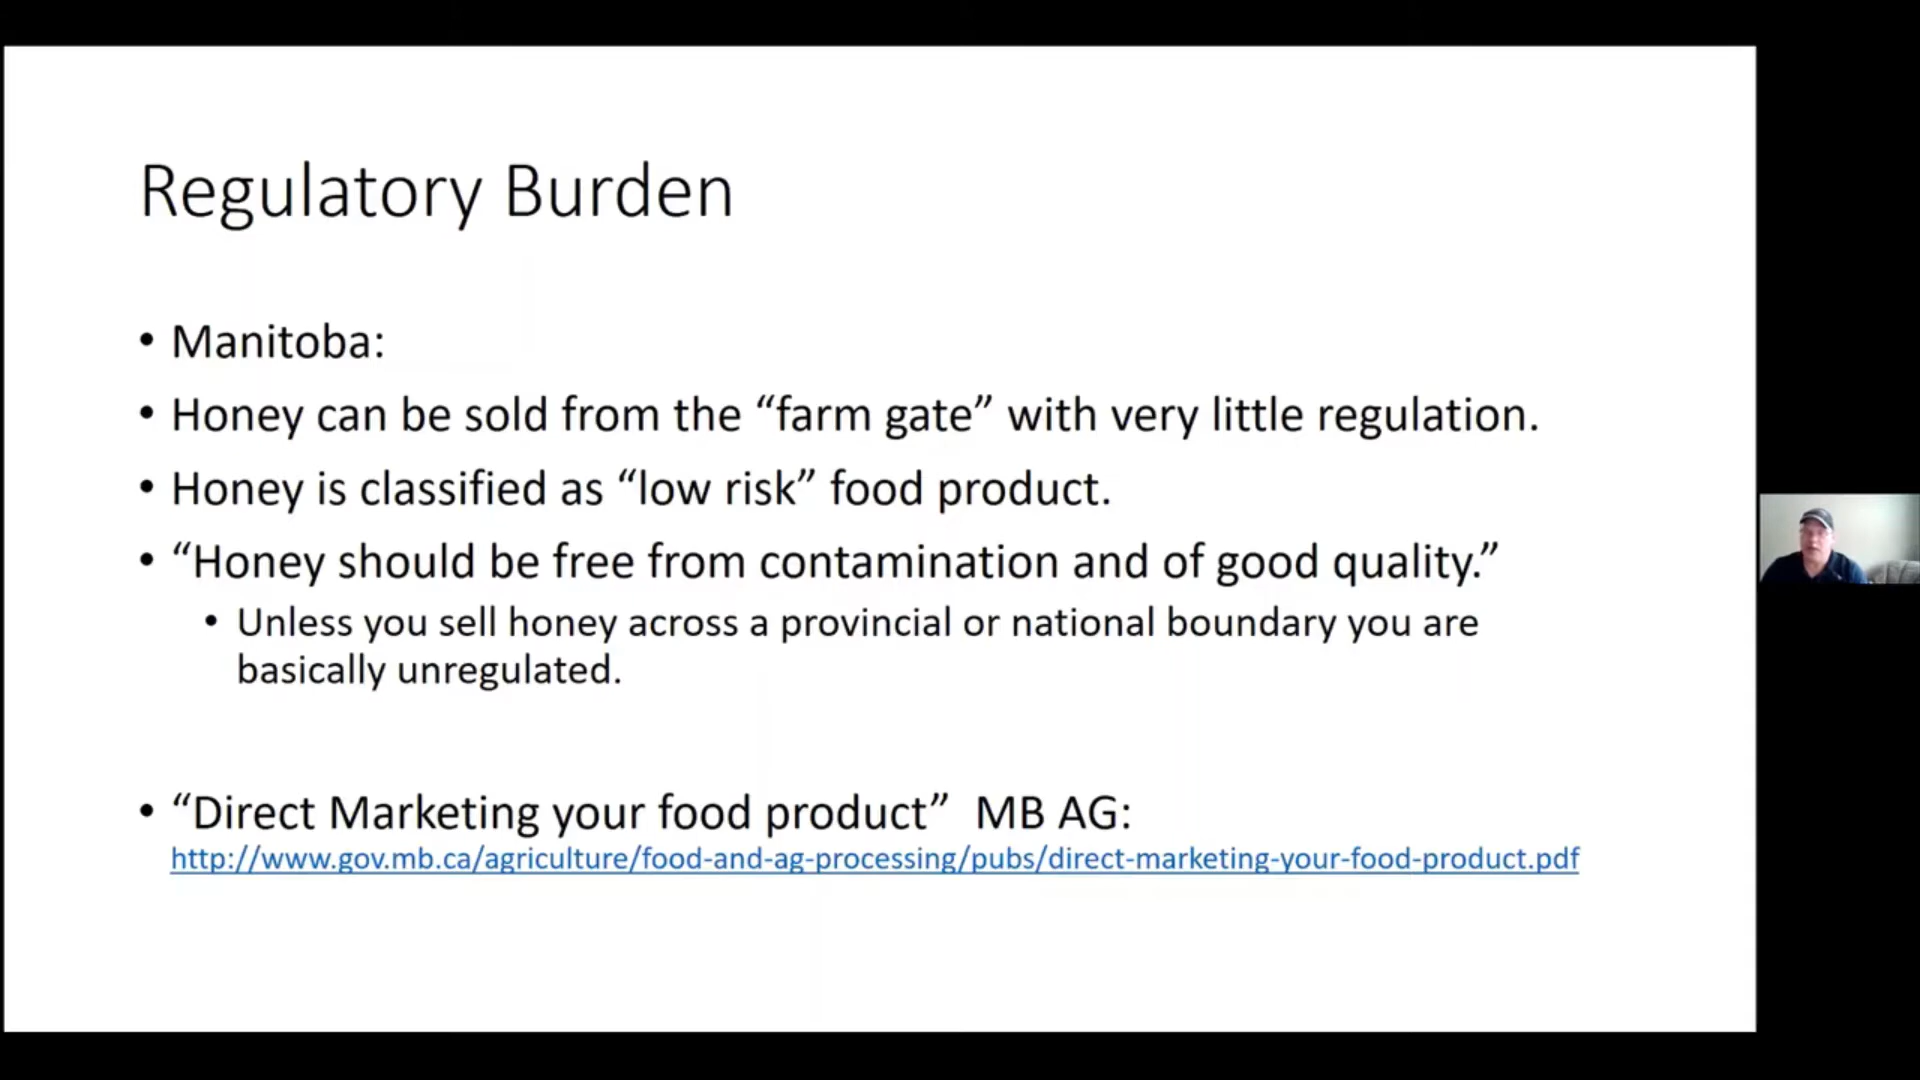 Regulatory Burden
• Manitoba:
• Honey can be sold from the “farm gate” with very little regulation.
• Honey is classified as “low risk” food product.
• “Honey should be free from contamination and of good quality.”
• Unless you sell honey across a provincial or national boundary you are
basically unregulated.
• “Direct Marketing your food product”  MB AG:
http://www.gov.mb.ca/agriculture/food-and-ag-processing/pubs/direct-marketing-your-food-product.pdf